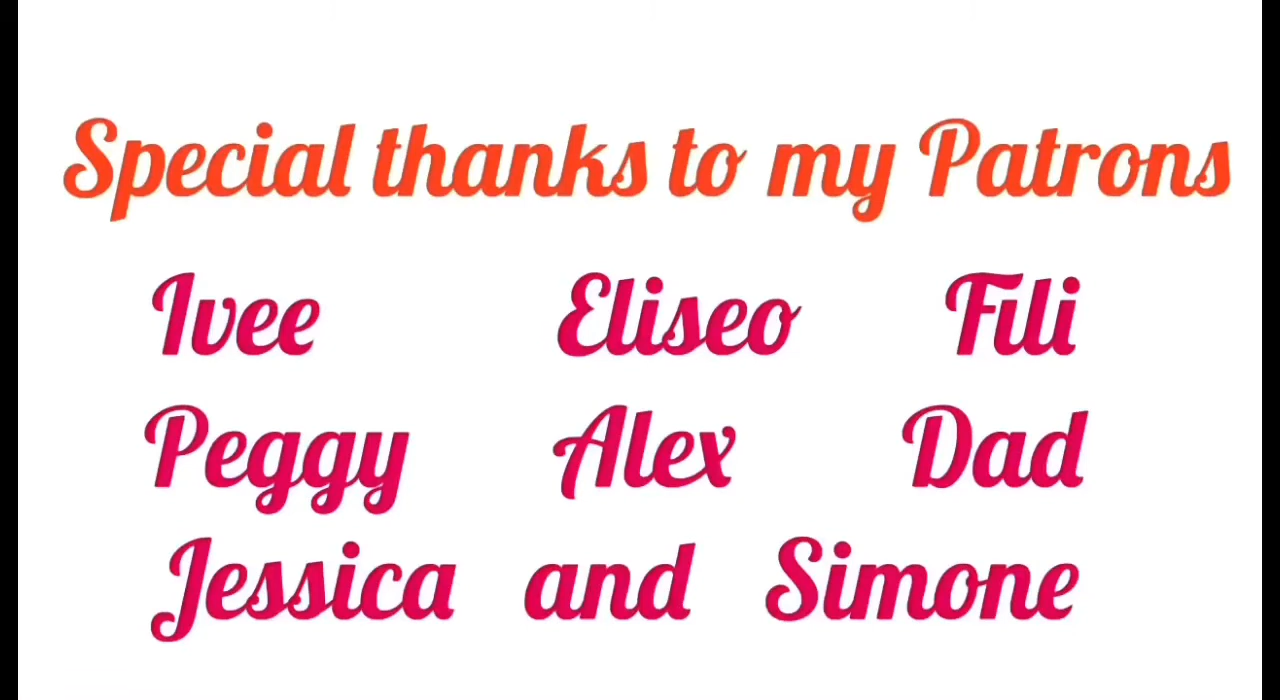 Special thanks to my Patrons
Ivee Eliseo Fili
Peggy Alex Dad
Jessica and Simone